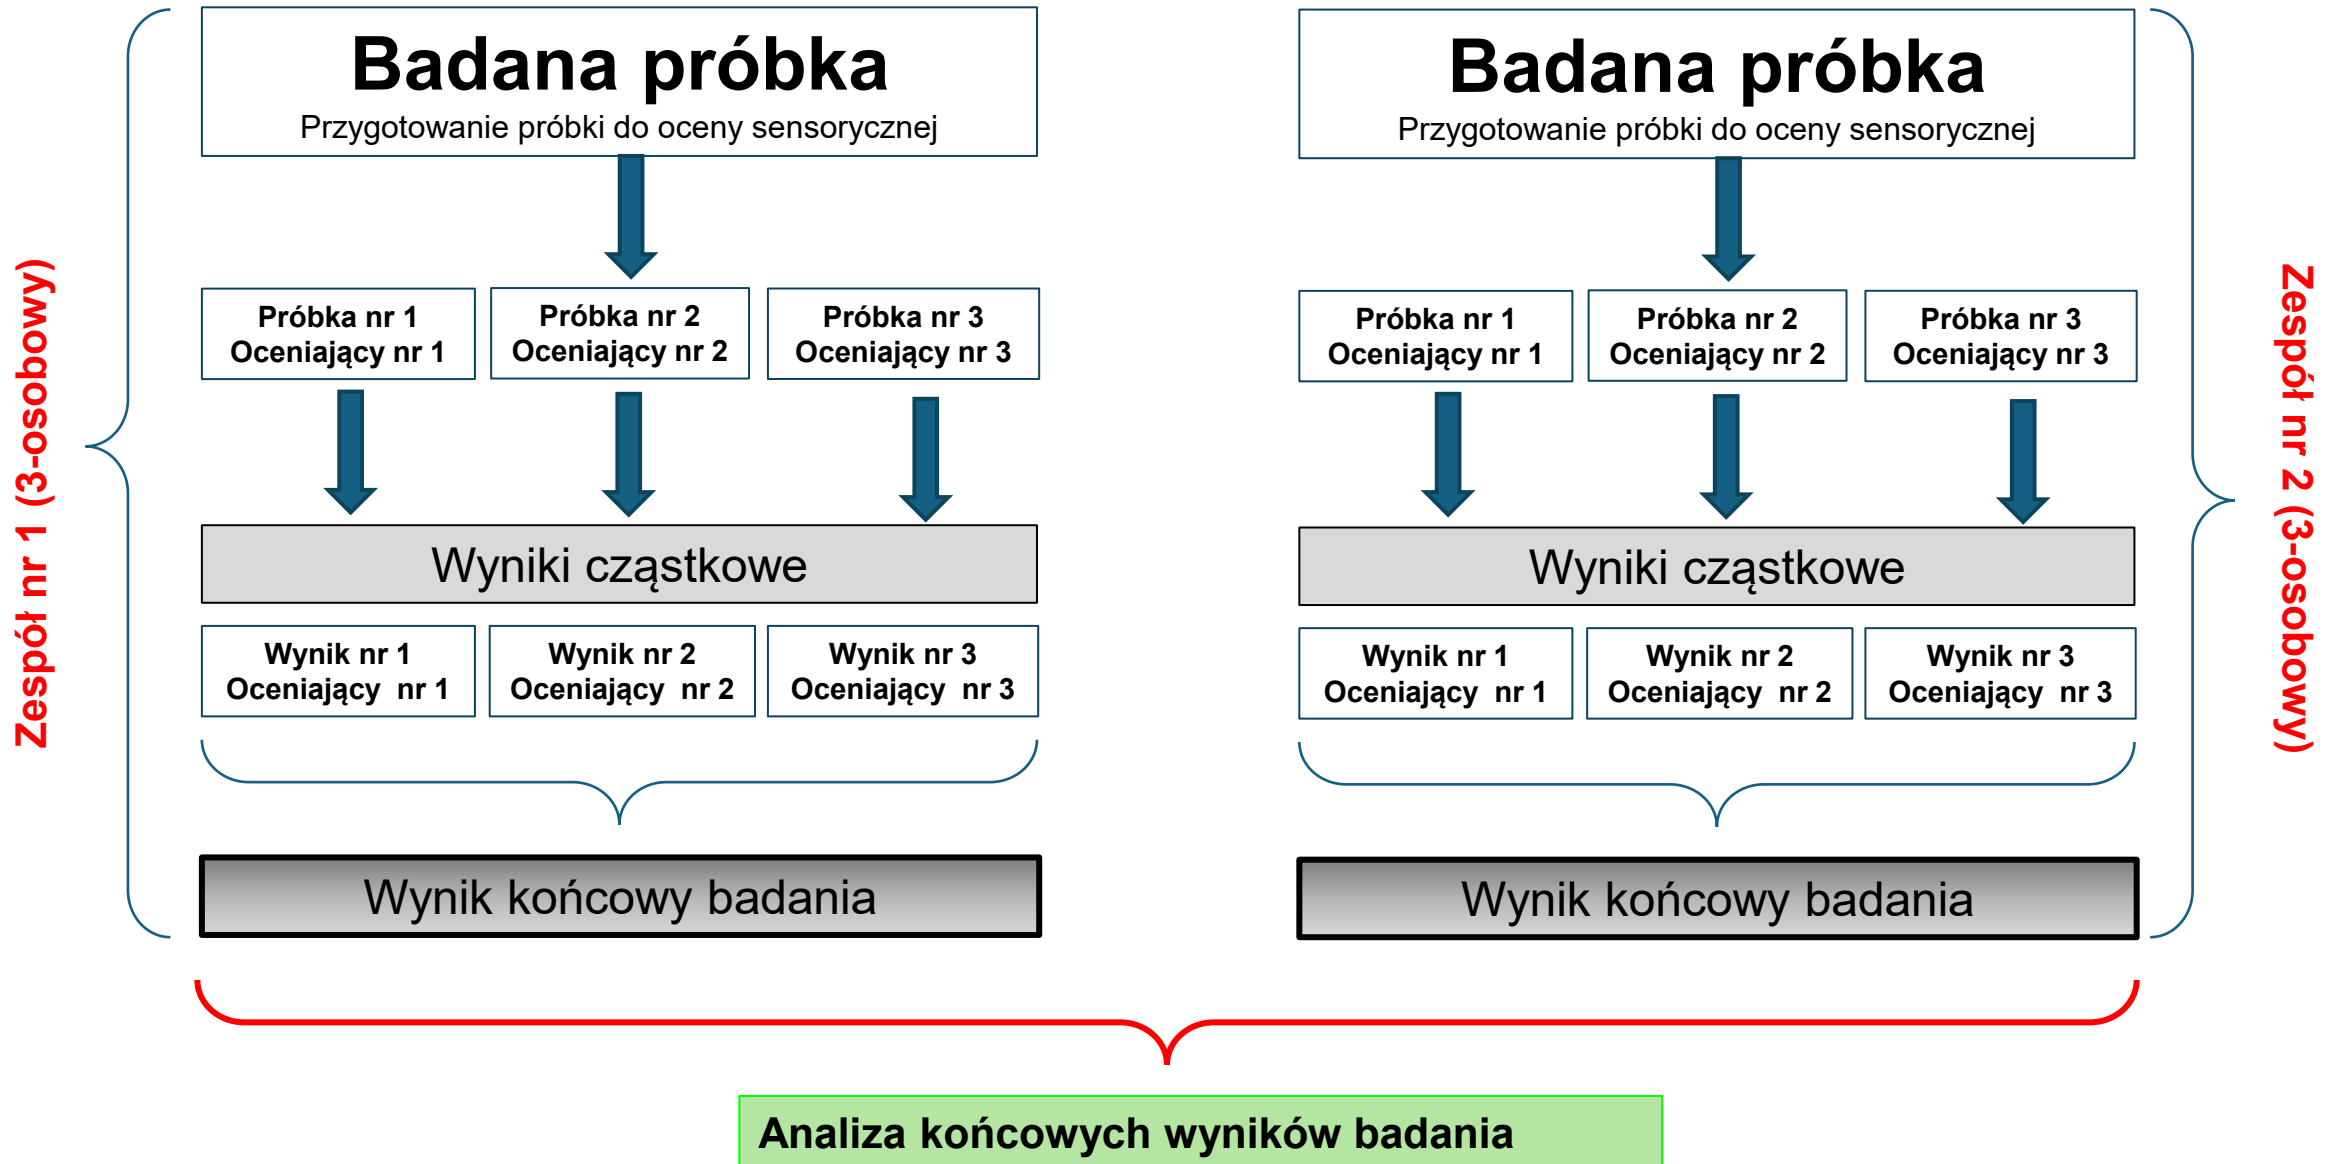 Zespół nr 1 (3-osobowy)
Badana próbka
Przygotowanie próbki do oceny sensorycznej
Próbka nr 1
Oceniający nr 1
Próbka nr 2
Oceniający nr 2
Próbka nr 3
Oceniający nr 3
Wyniki cząstkowe
Wynik nr 1
Oceniający  nr 1
Wynik nr 2
Oceniający  nr 2
Wynik nr 3
Oceniający  nr 3
Wynik końcowy badania
Badana próbka
Przygotowanie próbki do oceny sensorycznej
Próbka nr 1
Oceniający nr 1
Próbka nr 2
Oceniający nr 2
Próbka nr 3
Oceniający nr 3
Wyniki cząstkowe
Wynik nr 1
Oceniający  nr 1
Wynik nr 2
Oceniający  nr 2
Wynik nr 3
Oceniający  nr 3
Wynik końcowy badania
Zespół nr 2 (3-osobowy)
Analiza końcowych wyników badania